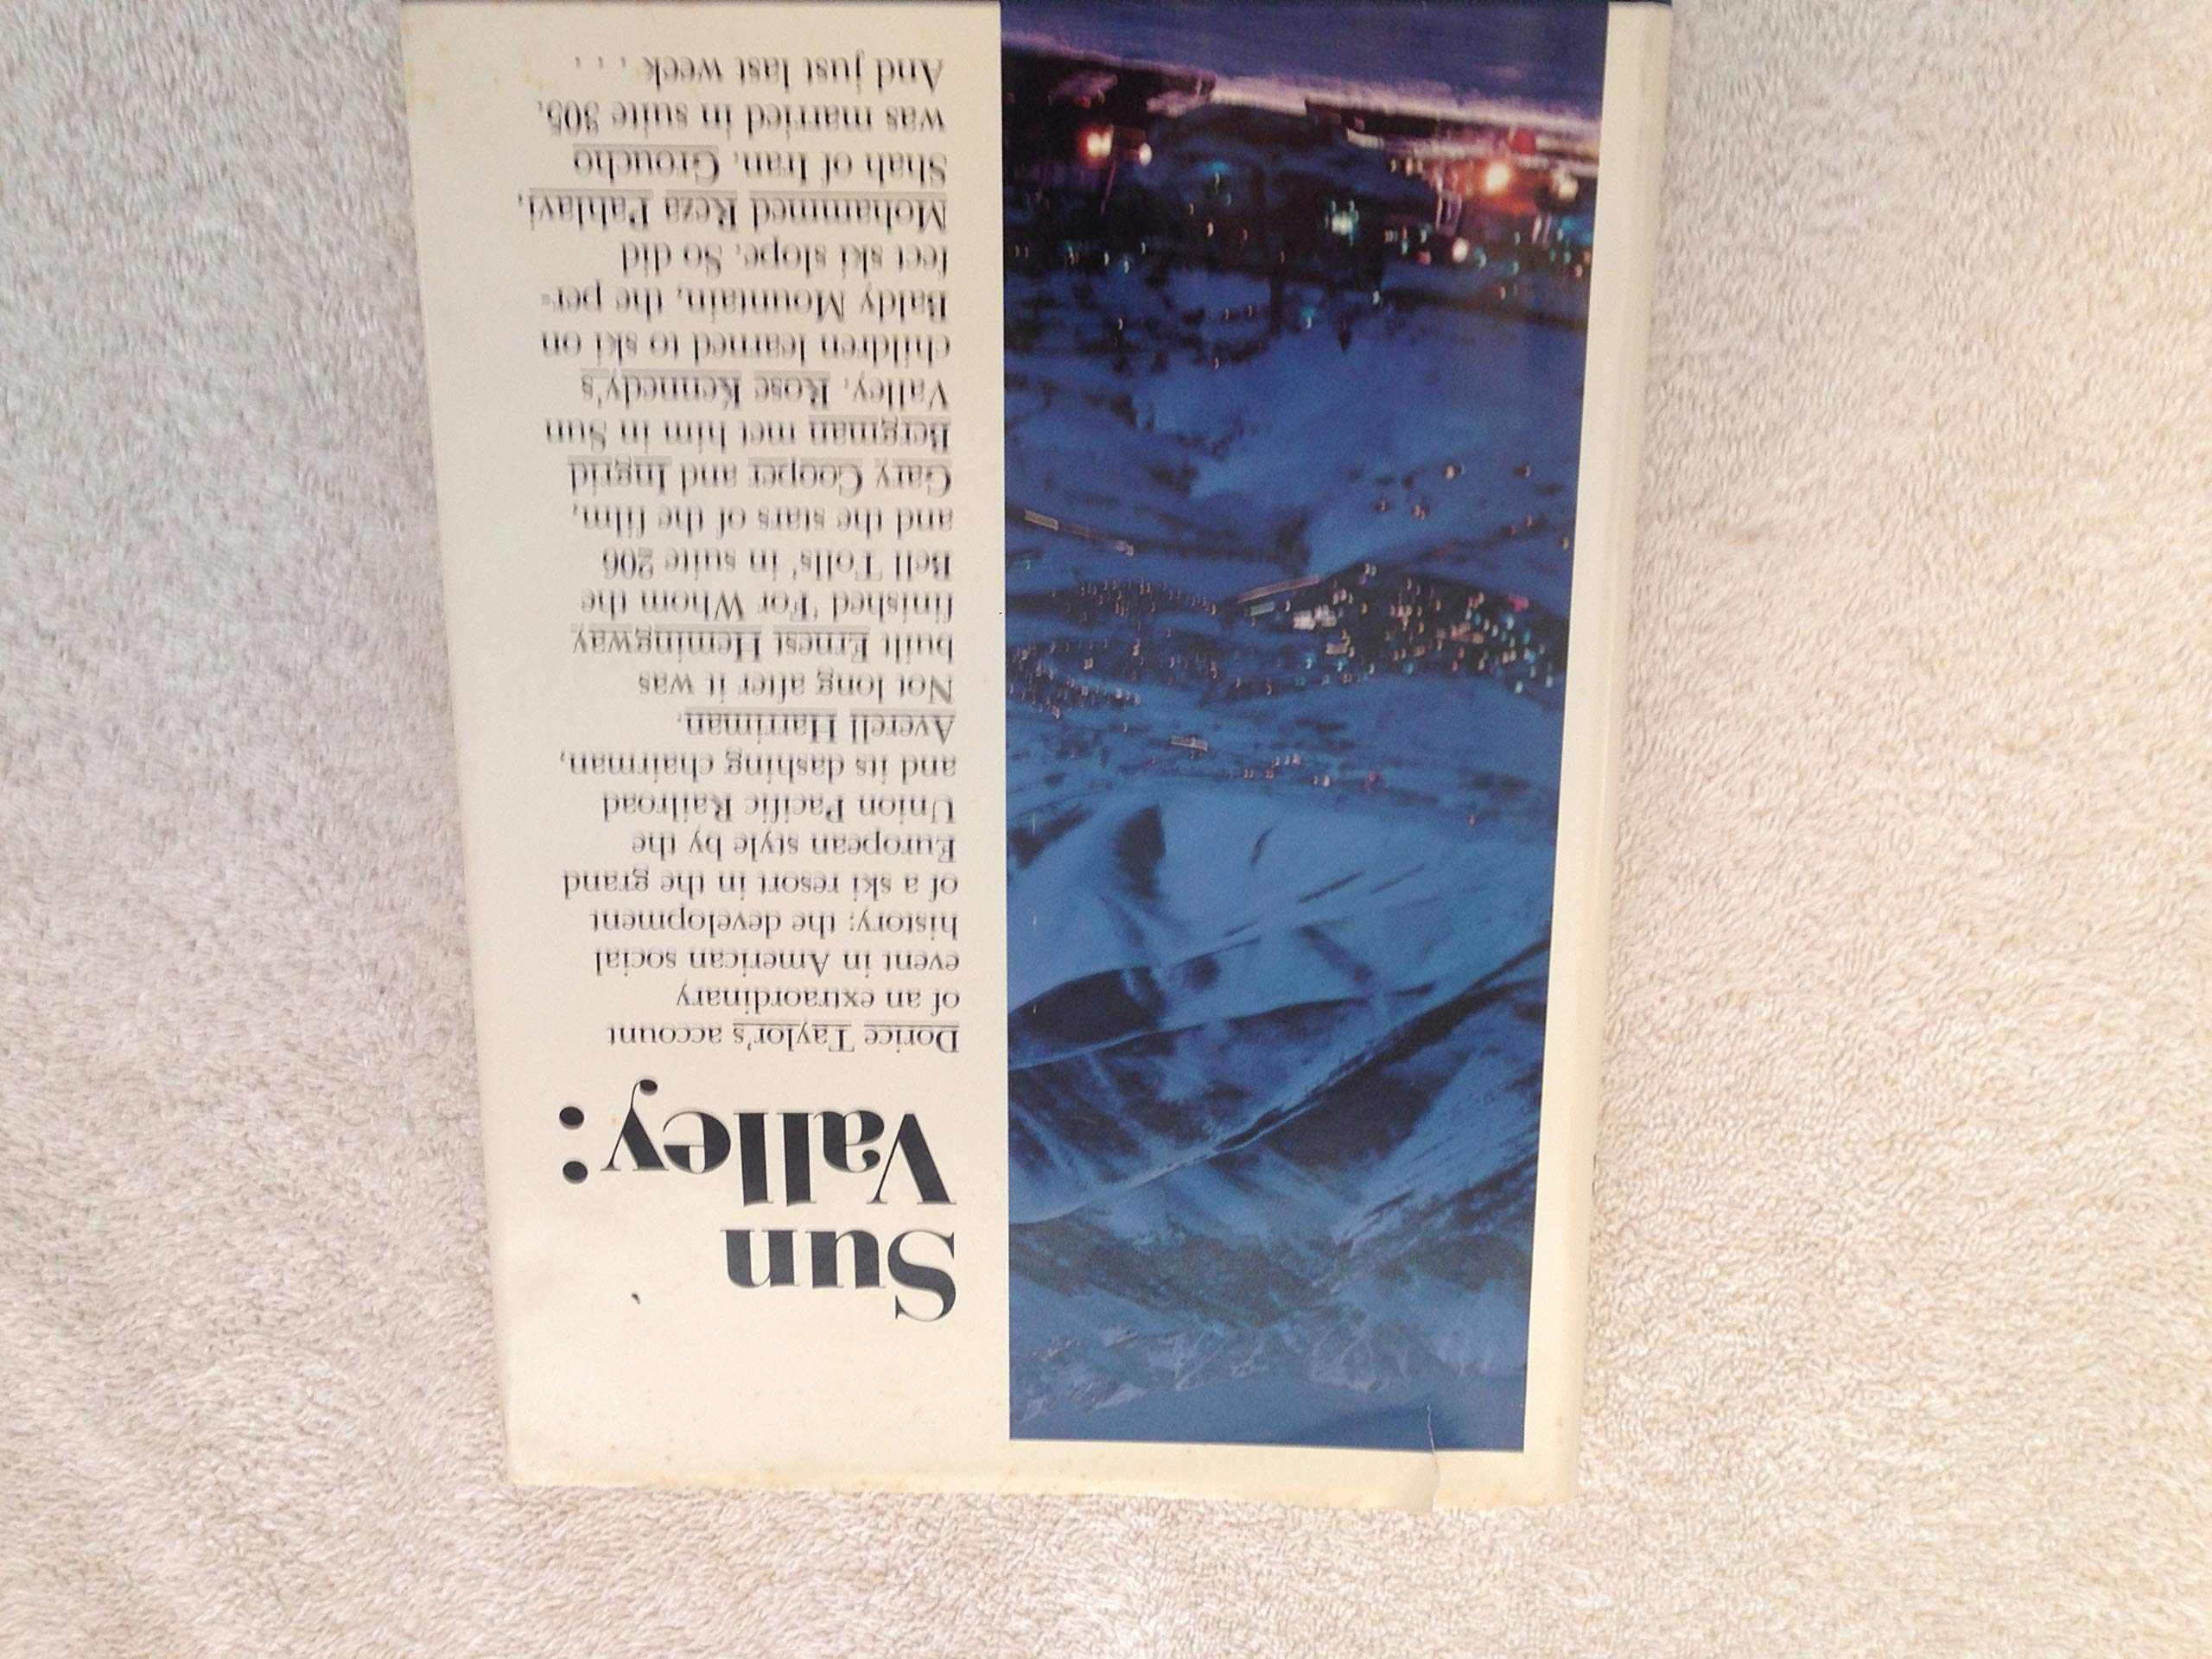 Sun
Valley:
Dorice Taylor's account
of an extraordinary
event in American social
history: the development
of a ski resort in the grand
European style by the
Union Pacific Railroad
and its dashing chairman,
Averell Harriman.
Not long after it was
built Ernest Hemingway
finished 'For Whom the
Bell Tolls' in suite 206
and the stars of the film,
Gary Cooper and Ingrid
Bergman met him in Sun
Valley. Rose Kennedy's
children learned to ski on
Baldy Mountain, the per-
fect ski slope. So did
Mohammed Reza Pahlavi,
Shah of Iran. Groucho
was married in suite 305.
And just last week . . . .